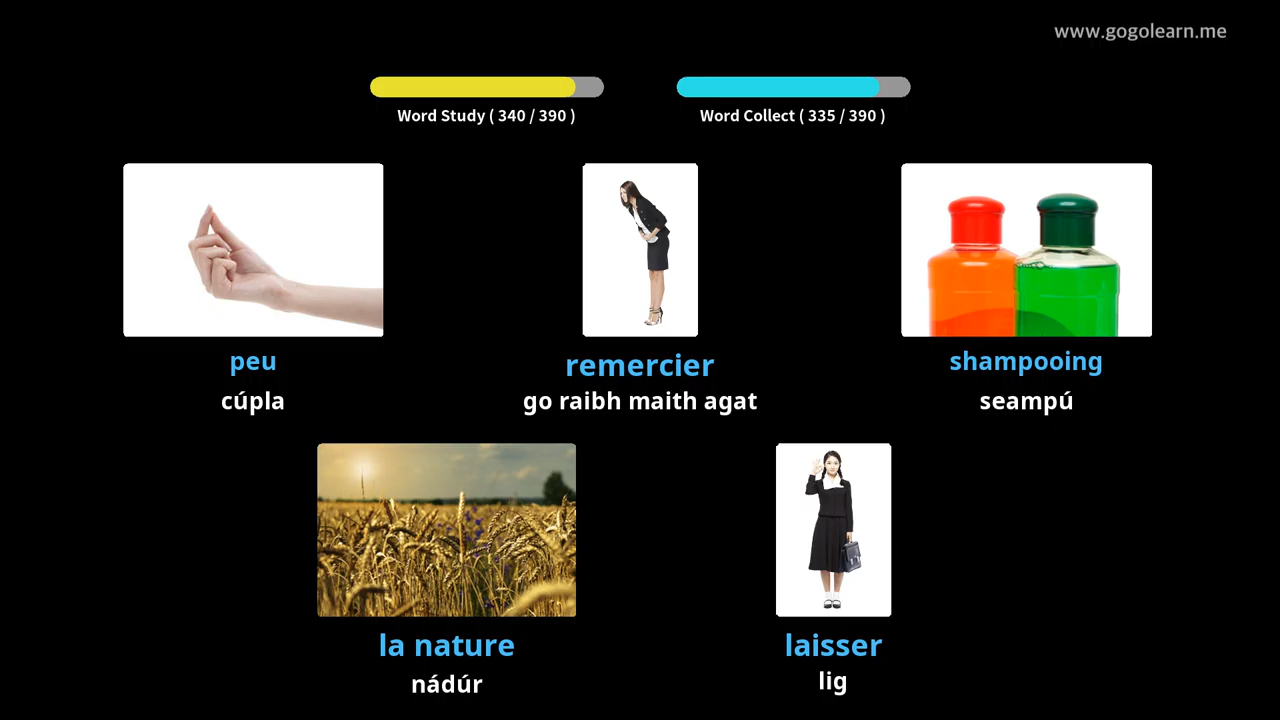 www.gogolearn.me
Word Study ( 340 / 390 )
Word Collect ( 335 / 390 )
peu
cúpla
remercier
go raibh maith agat
shampooing
seampú
la nature
nádúr
laisser
lig